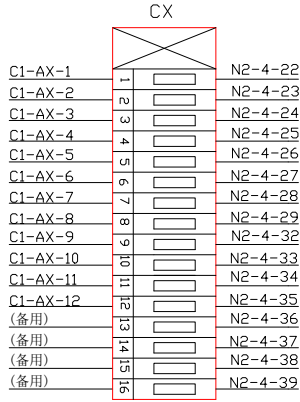 CX
C1-AX-1 1 N2-4-22
C1-AX-2 2 N2-4-23
C1-AX-3 3 N2-4-24
C1-AX-4 4 N2-4-25
C1-AX-5 5 N2-4-26
C1-AX-6 6 N2-4-27
C1-AX-7 7 N2-4-28
C1-AX-8 8 N2-4-29
C1-AX-9 9 N2-4-32
C1-AX-10 10 N2-4-33
C1-AX-11 11 N2-4-34
C1-AX-12 12 N2-4-35
(备用) 13 N2-4-36
(备用) 14 N2-4-37
(备用) 15 N2-4-38
(备用) 16 N2-4-39